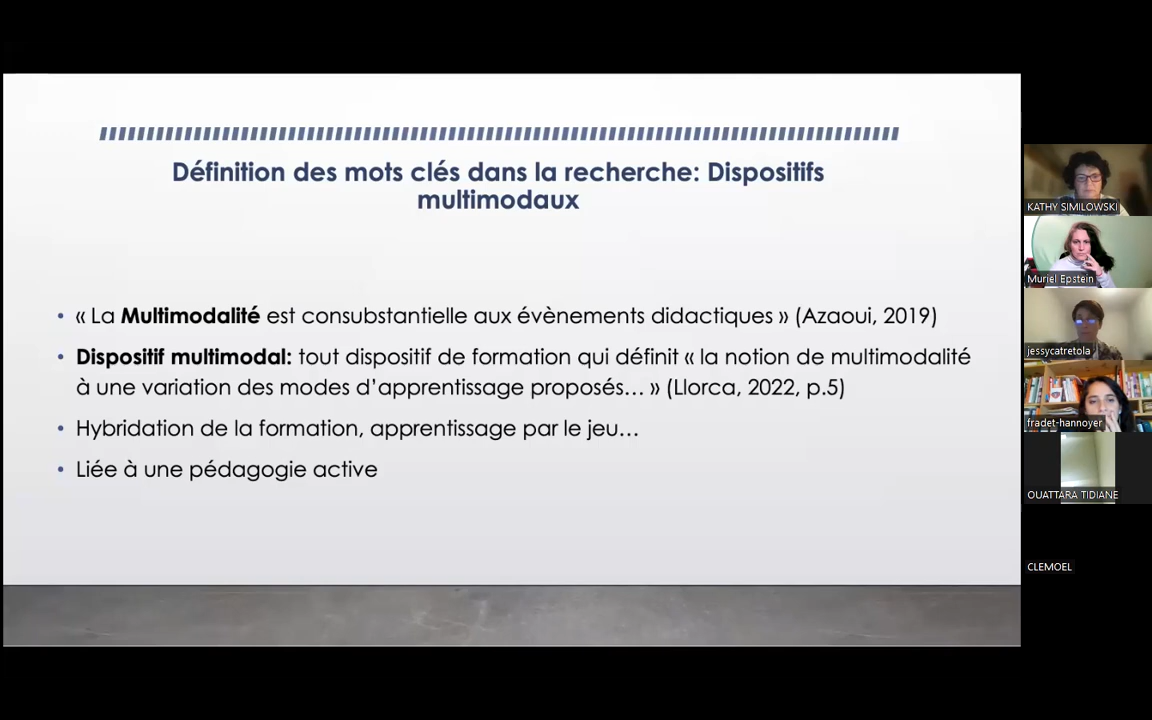 Définition des mots clés dans la recherche: Dispositifs
multimodaux
• « La Multimodalité est consubstantielle aux évènements didactiques » (Azaoui, 2019)
• Dispositif multimodal: tout dispositif de formation qui définit « la notion de multimodalité
à une variation des modes d’apprentissage proposés… » (Llorca, 2022, p.5)
• Hybridation de la formation, apprentissage par le jeu…
• Liée à une pédagogie active
KATHY SIMILOWSKI
Muriel Epstein
jessycatretola
fradet-hannoyer
OUATTARA TIDIANE
CLEMOEL